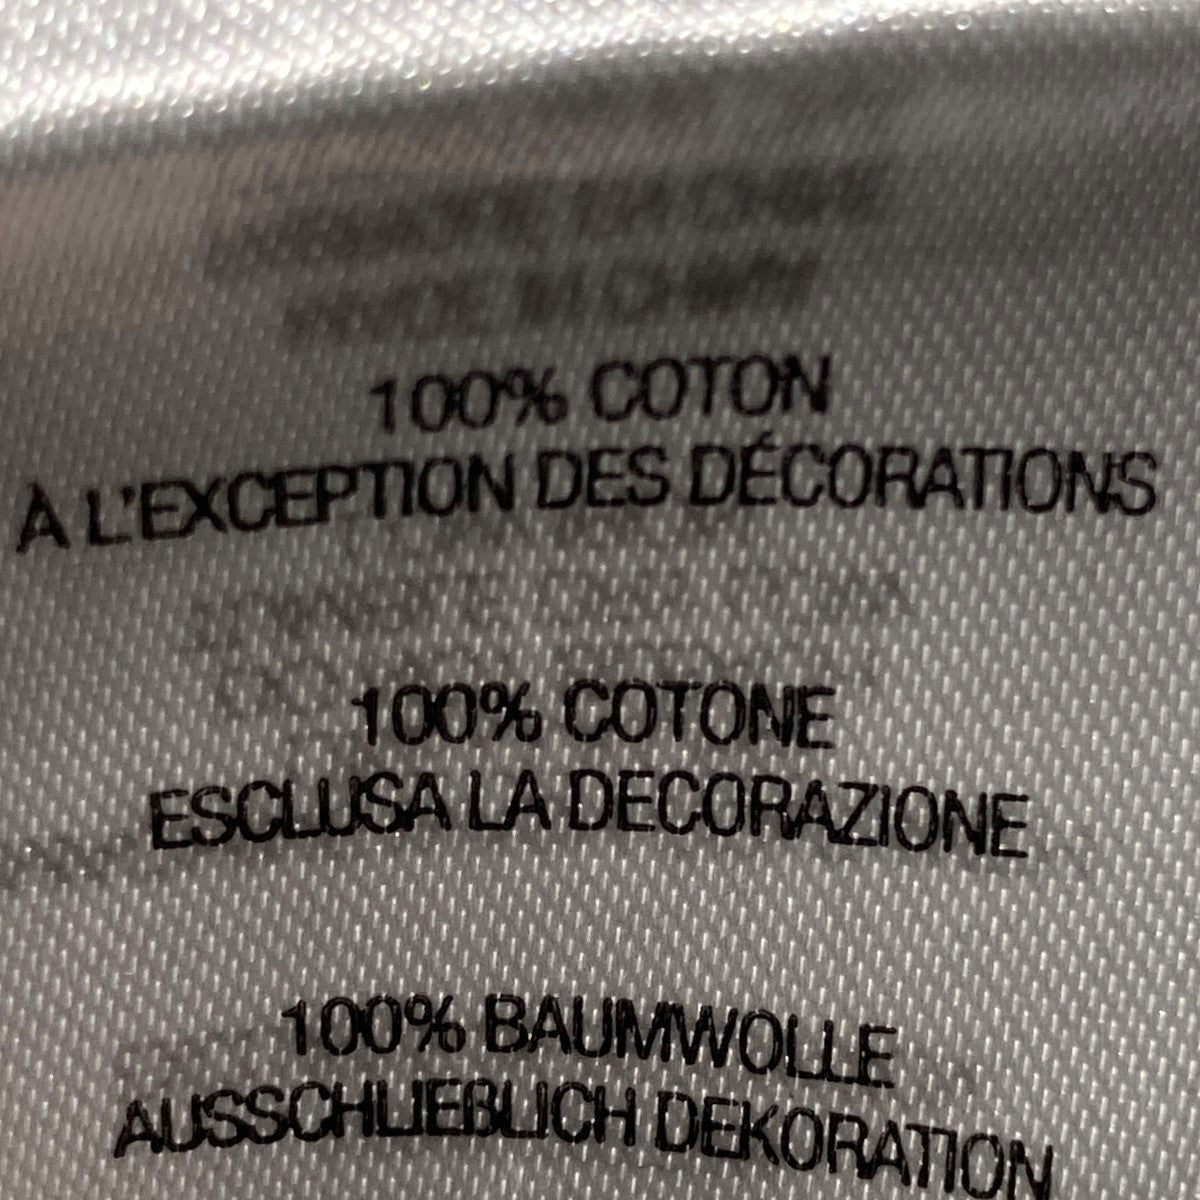 100% COTON
À L'EXCEPTION DES DÉCORATIONS
100% COTONE
ESCLUSA LA DECORAZIONE
100% BAUMWOLLE
AUSSCHLIEBLICH DEKORATION